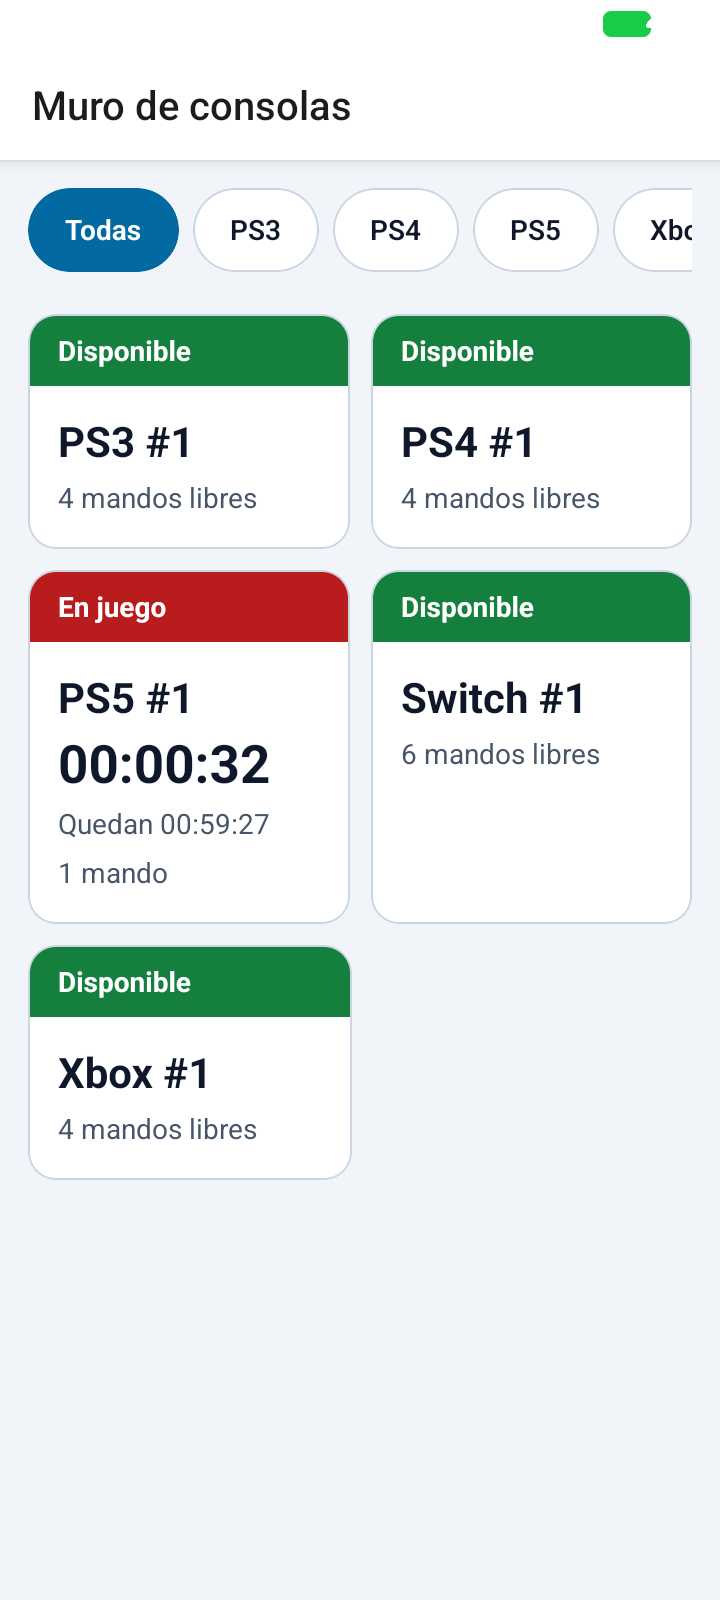 Muro de consolas
Todas
PS3
PS4
PS5
Xbo
Disponible
PS3 #1
4 mandos libres
Disponible
PS4 #1
4 mandos libres
En juego
PS5 #1
00:00:32
Quedan 00:59:27
1 mando
Disponible
Switch #1
6 mandos libres
Disponible
Xbox #1
4 mandos libres